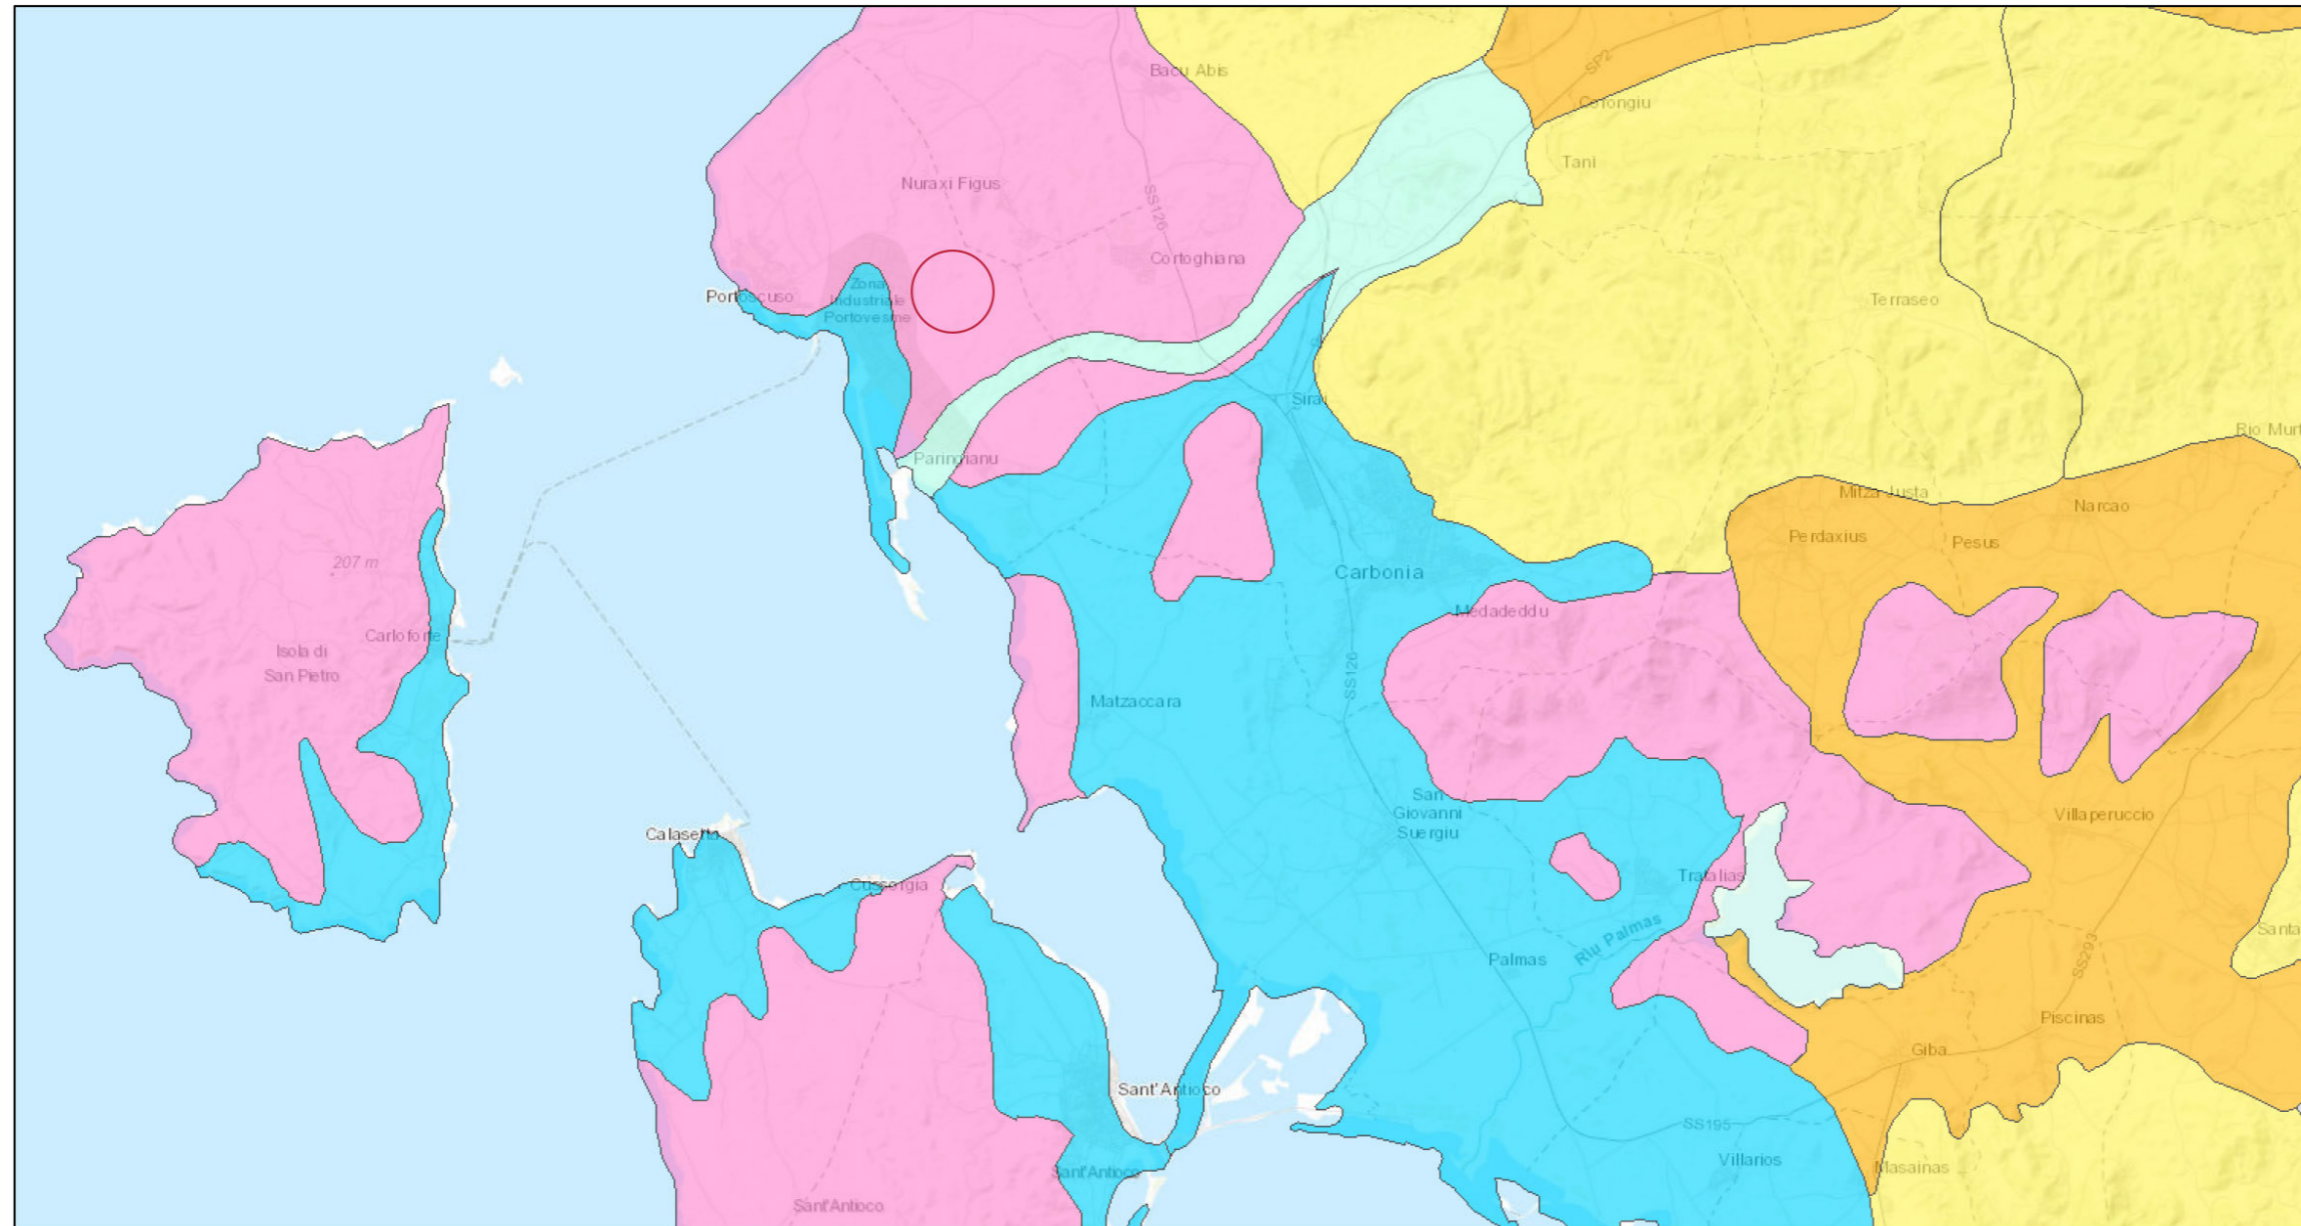 Bacu Abis
SP2
Corongiu
Tani
Nuraxi Figus
SS126
Cortoghiana
Portoscuso
Zona
Industriale
Portovesme
Terraseo
Sirai
Rio Murt
Paringianu
Mitza Justa
Narcao
Perdaxius
Pesus
207 m
Carbonia
Medadeddu
Carloforte
Isola di
San Pietro
SS126
Matzaccara
San
Giovanni
Suergiu
Villaperuccio
Calasetta
Cussorgia
Tratalias
Riu Palmas
Santa
Palmas
SS293
Piscinas
Giba
Sant'Antioco
SS195
Villarios
Masainas
Sant'Antioco
Sant'Antioco